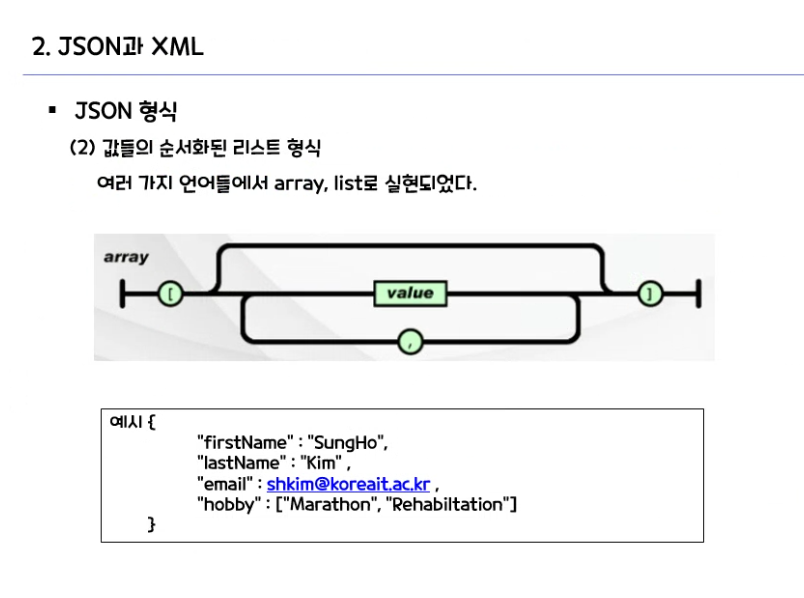 2. JSON과 XML
▪ JSON 형식
(2) 값들의 순서화된 리스트 형식
여러 가지 언어들에서 array, list로 실현되었다.
array
[ value ]
,
예시 {
"firstName" : "SungHo",
"lastName" : "Kim" ,
"email" : shkim@koreait.ac.kr ,
"hobby" : ["Marathon", "Rehabiltation"]
}